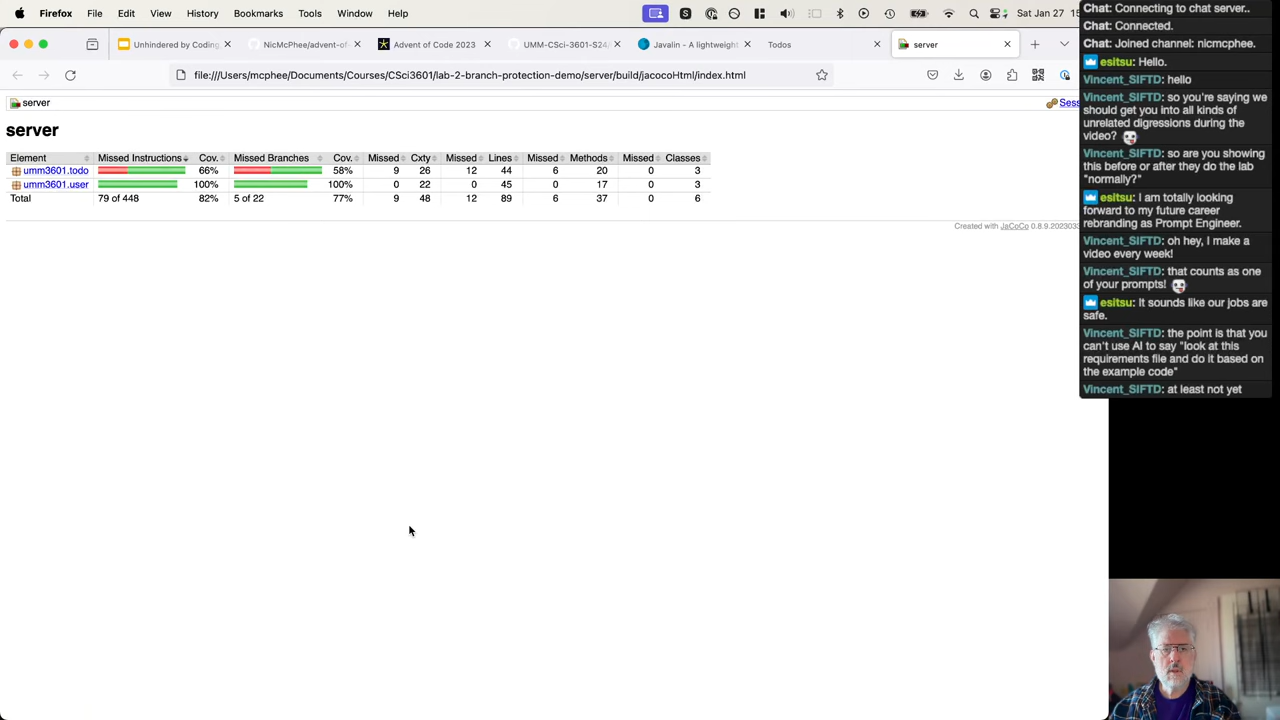 Firefox File Edit View History Bookmarks Tools Window Help Sat Jan 27 15
Unhindered by Coding NicMcPhee/advent-of- Advent of Code 2023 UMM-CSci-3601-S24/ Javalin - A lightweight Todos server
file:///Users/mcphee/Documents/Courses/CSci3601/lab-2-branch-protection-demo/server/build/jacocoHtml/index.html
server Sess
server
Element Missed Instructions Cov. Missed Branches Cov. Missed Cxty Missed Lines Missed Methods Missed Classes
umm3601.todo 66% 58% 9 26 12 44 6 20 0 3
umm3601.user 100% 100% 0 22 0 45 0 17 0 3
Total 79 of 448 82% 5 of 22 77% 9 48 12 89 6 37 0 6
Created with JaCoCo 0.8.9.2023033
Chat: Connecting to chat server..
Chat: Connected.
Chat: Joined channel: nicmcphee.
esitsu: Hello.
Vincent_SIFTD: hello
Vincent_SIFTD: so you're saying we
should get you into all kinds of
unrelated digressions during the
video?
Vincent_SIFTD: so are you showing
this before or after they do the lab
"normally?"
esitsu: I am totally looking
forward to my future career
rebranding as Prompt Engineer.
Vincent_SIFTD: oh hey, I make a
video every week!
Vincent_SIFTD: that counts as one
of your prompts!
esitsu: It sounds like our jobs are
safe.
Vincent_SIFTD: the point is that you
can't use AI to say "look at this
requirements file and do it based on
the example code"
Vincent_SIFTD: at least not yet